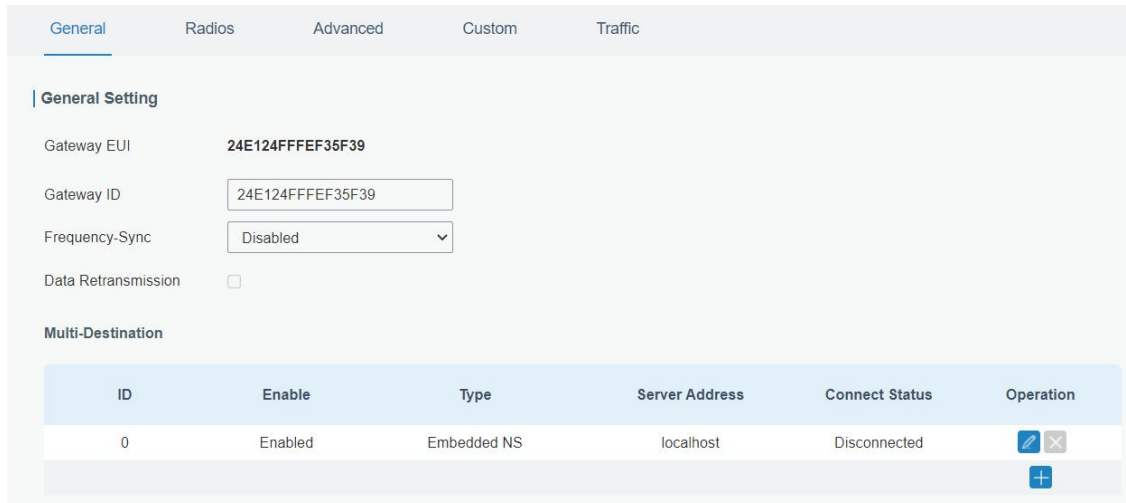 General Radios Advanced Custom Traffic
General Setting
Gateway EUI 24E124FFFEF35F39
Gateway ID 24E124FFFEF35F39
Frequency-Sync Disabled
Data Retransmission
Multi-Destination
ID Enable Type Server Address Connect Status Operation
0 Enabled Embedded NS localhost Disconnected